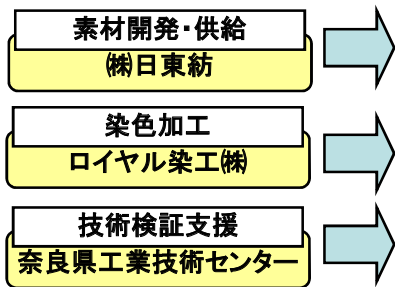 素材開発・供給
㈱日東紡
染色加工
ロイヤル染工㈱
技術検証支援
奈良県工業技術センター